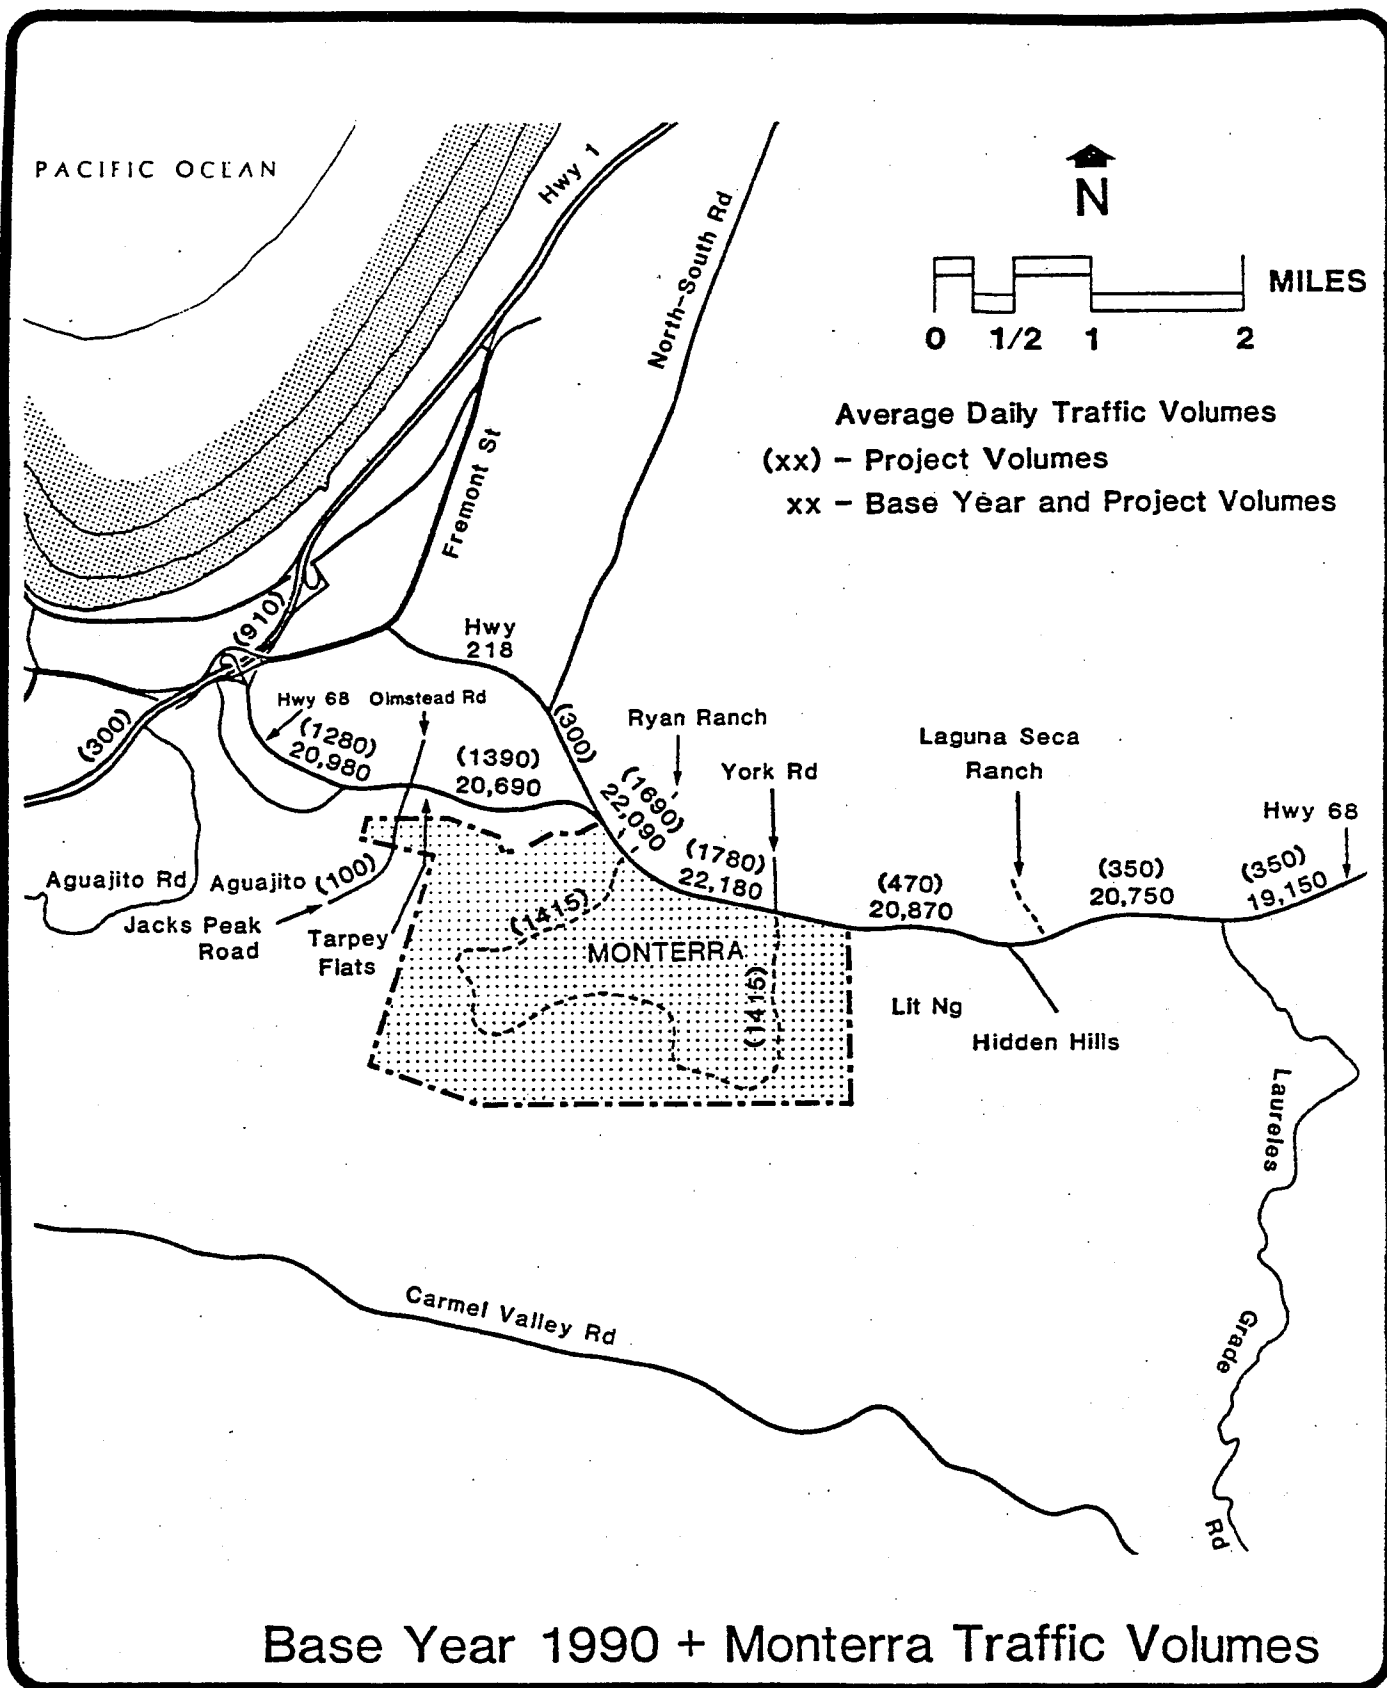 PACIFIC OCEAN
Hwy 1
North-South Rd
N
MILES
0 1/2 1 2
Average Daily Traffic Volumes
(xx) - Project Volumes
xx - Base Year and Project Volumes
Fremont St
(910)
Hwy
218
(300)
Hwy 68
Olmstead Rd
(1280)
20,980
(1390)
20,690
(300)
Ryan Ranch
(1690)
22,090
York Rd
(1780)
22,180
Laguna Seca
Ranch
(470)
20,870
(350)
20,750
Hwy 68
(350)
19,150
Aguajito Rd
Aguajito (100)
Jacks Peak
Road
Tarpey
Flats
(1415)
MONTERRA
(1415)
Lit Ng
Hidden Hills
Laureles
Grade
Rd
Carmel Valley Rd
Base Year 1990 + Monterra Traffic Volumes